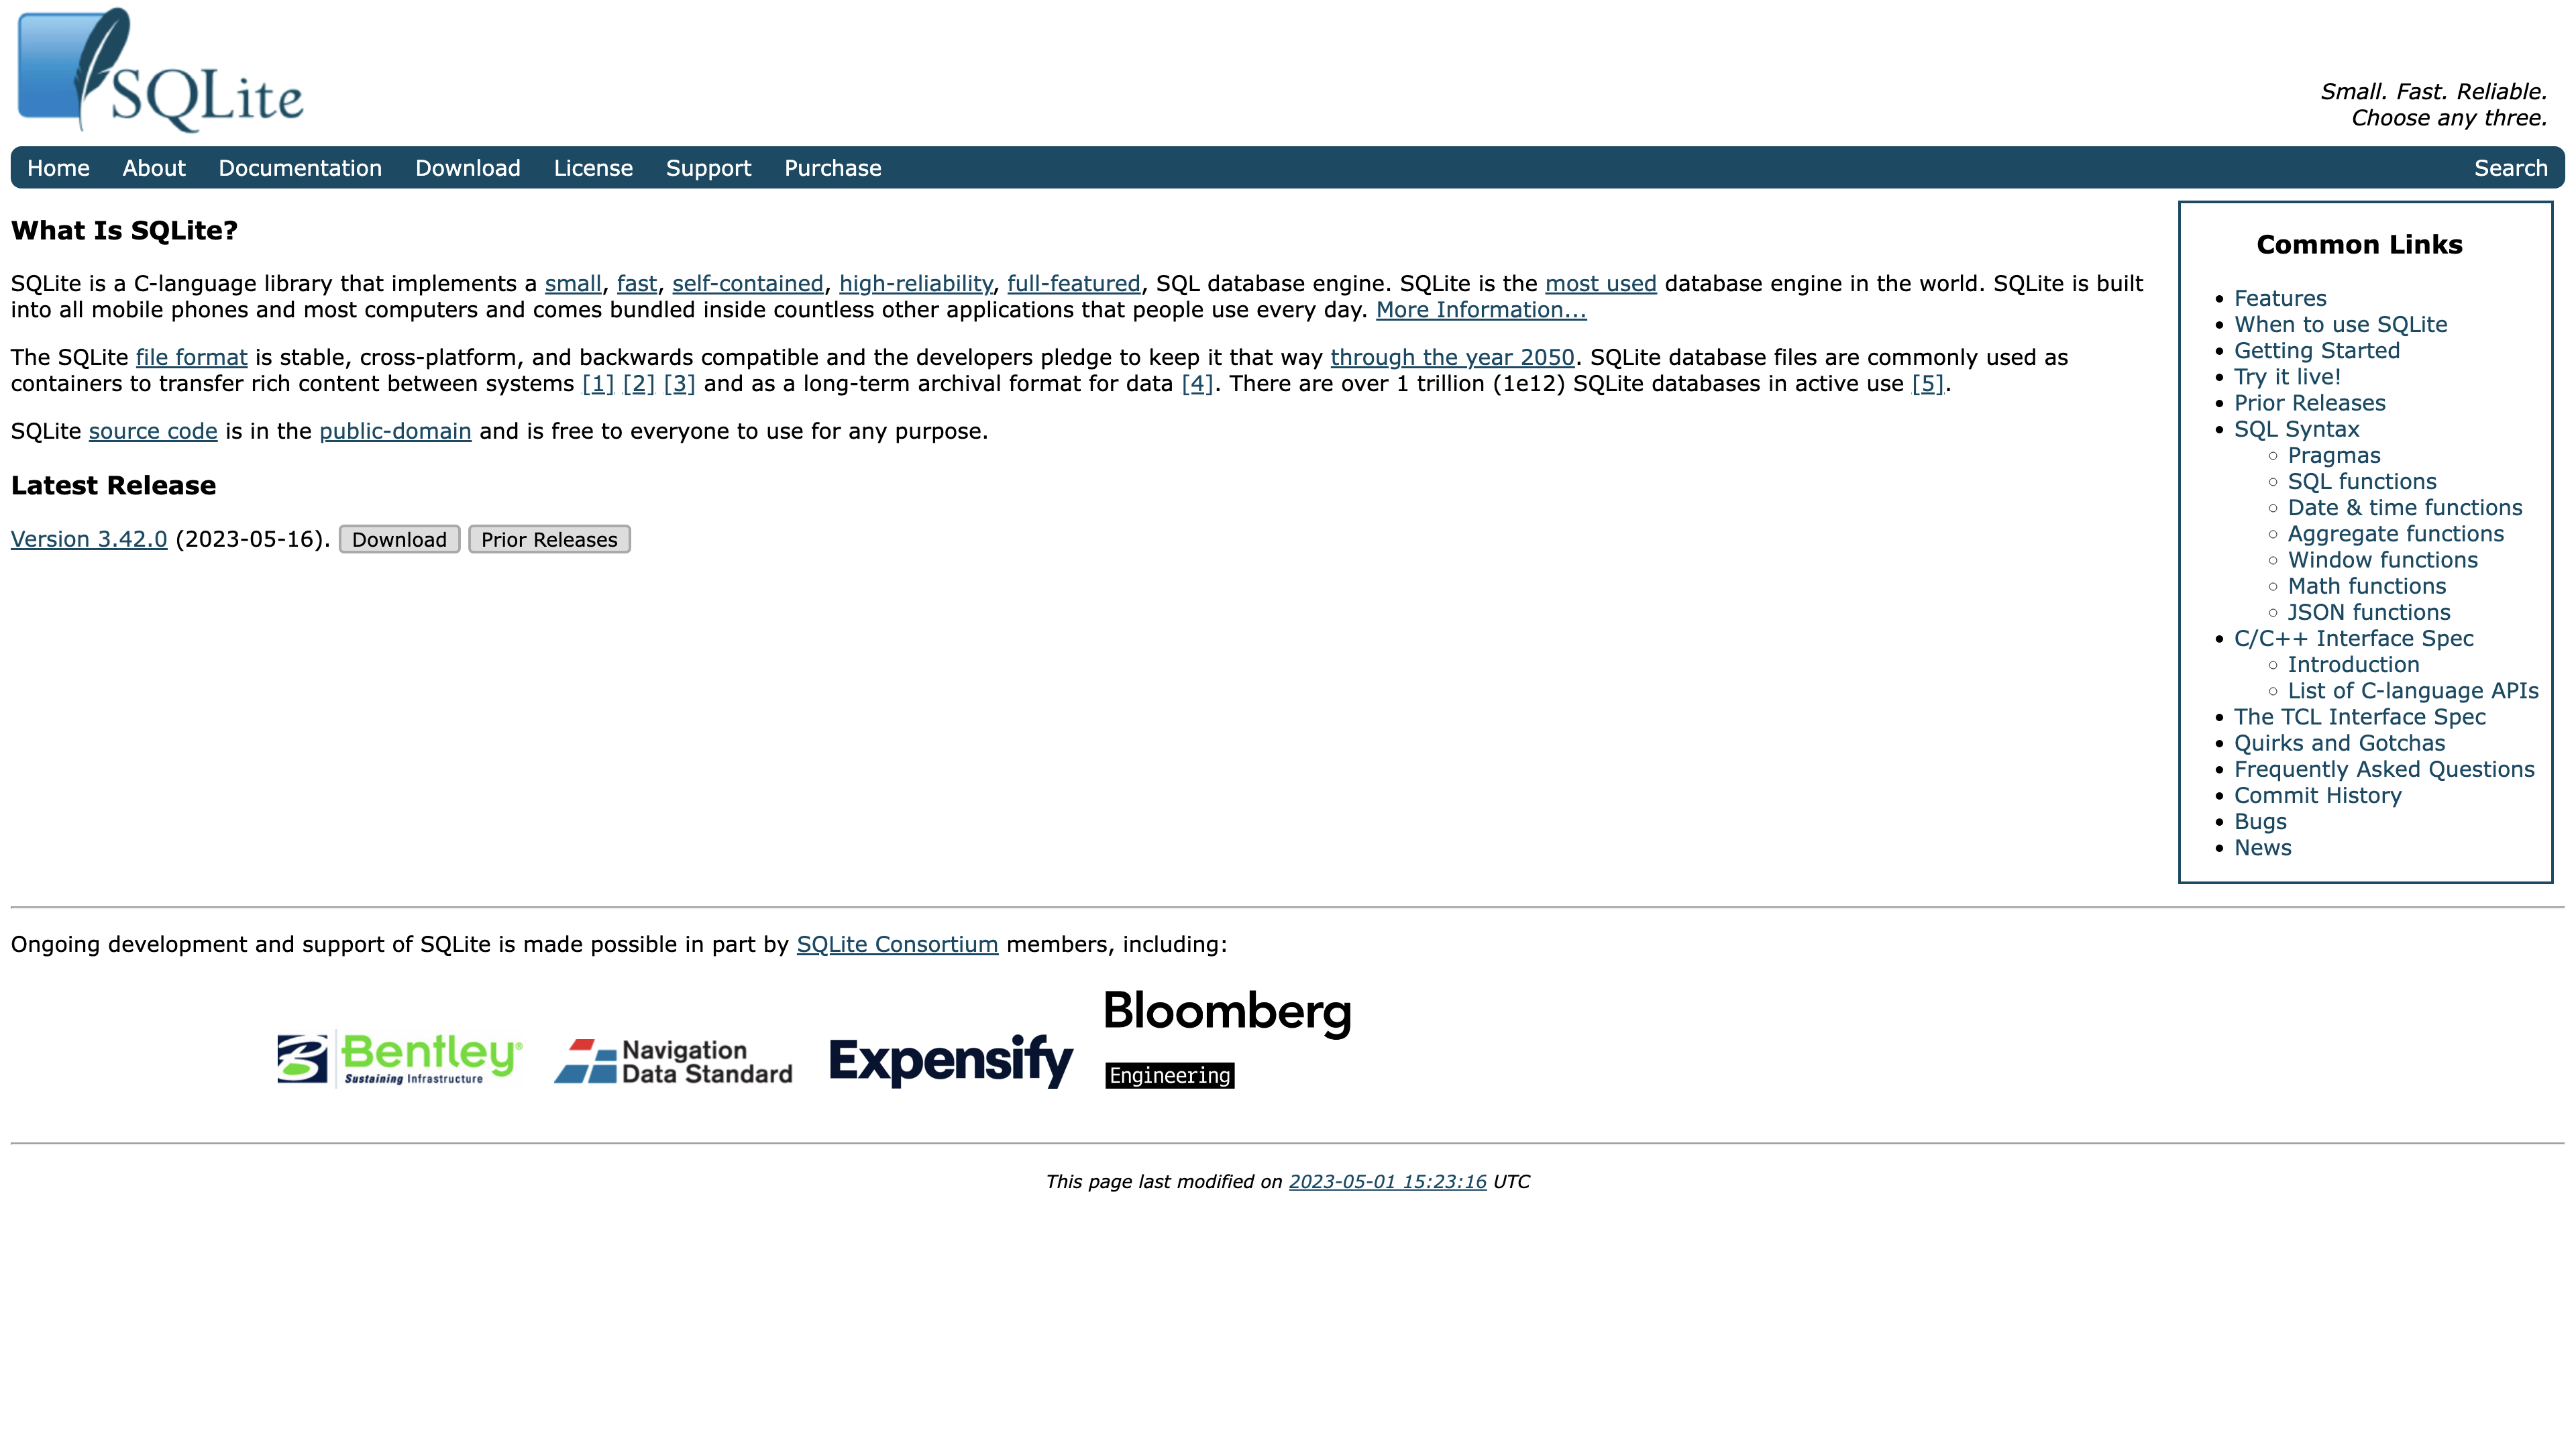 SQLite
Small. Fast. Reliable.
Choose any three.
Home About Documentation Download License Support Purchase Search
What Is SQLite?
SQLite is a C-language library that implements a small, fast, self-contained, high-reliability, full-featured, SQL database engine. SQLite is the most used database engine in the world. SQLite is built
into all mobile phones and most computers and comes bundled inside countless other applications that people use every day. More Information...
The SQLite file format is stable, cross-platform, and backwards compatible and the developers pledge to keep it that way through the year 2050. SQLite database files are commonly used as
containers to transfer rich content between systems [1] [2] [3] and as a long-term archival format for data [4]. There are over 1 trillion (1e12) SQLite databases in active use [5].
SQLite source code is in the public-domain and is free to everyone to use for any purpose.
Latest Release
Version 3.42.0 (2023-05-16). Download Prior Releases
Common Links
Features
When to use SQLite
Getting Started
Try it live!
Prior Releases
SQL Syntax
Pragmas
SQL functions
Date & time functions
Aggregate functions
Window functions
Math functions
JSON functions
C/C++ Interface Spec
Introduction
List of C-language APIs
The TCL Interface Spec
Quirks and Gotchas
Frequently Asked Questions
Commit History
Bugs
News
Ongoing development and support of SQLite is made possible in part by SQLite Consortium members, including:
B Bentley®
Sustaining Infrastructure
Navigation
Data Standard
Expensify
Bloomberg
Engineering
This page last modified on 2023-05-01 15:23:16 UTC